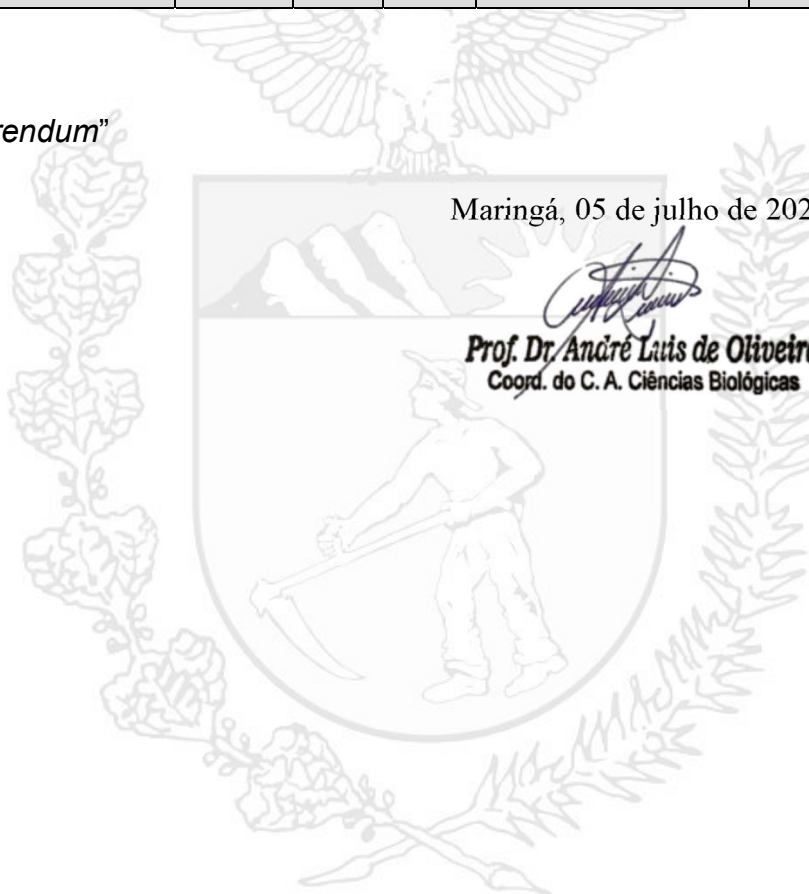 rendum”
Maringá, 05 de julho de 202
Prof. Dr. André Luis de Oliveir
Coord. do C. A. Ciências Biológicas